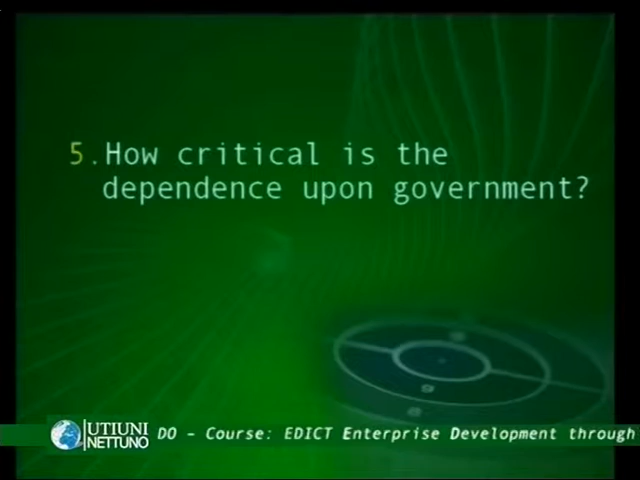 5.How critical is the
dependence upon government?
UTIUNI
NETTUNO
DO - Course: EDICT Enterprise Development through